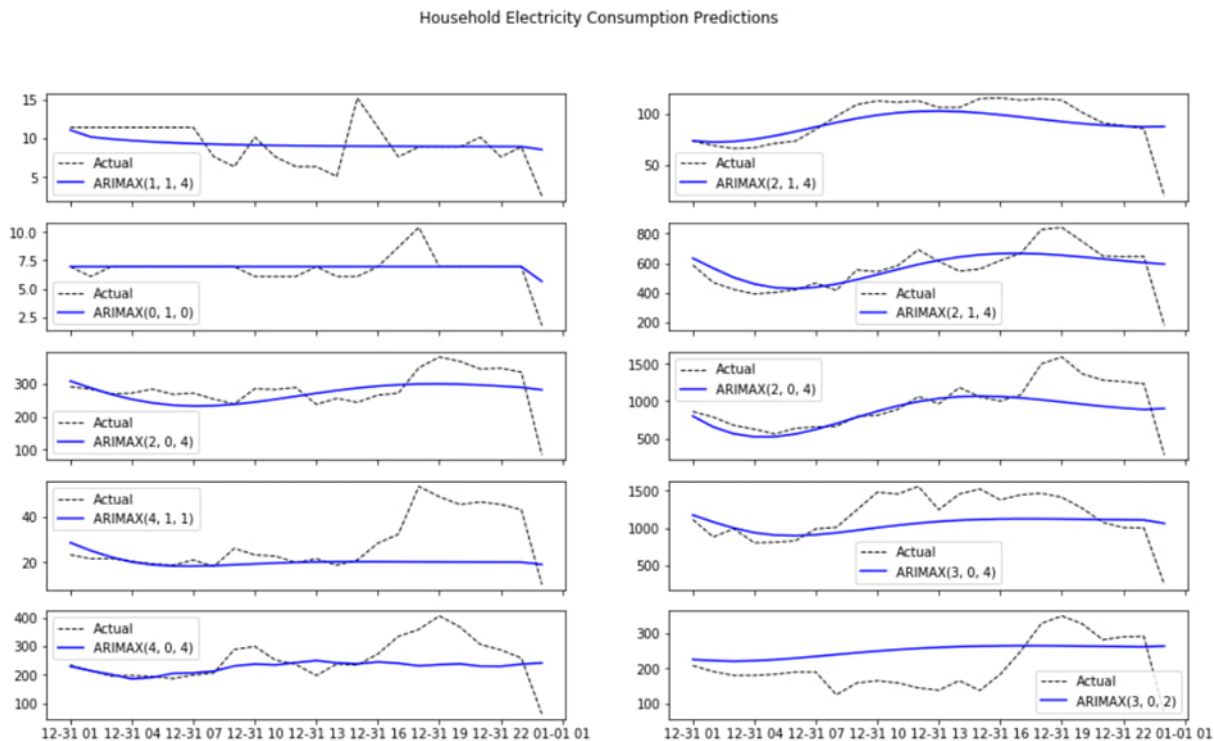 Household Electricity Consumption Predictions
15
10
5
Actual
ARIMAX(1, 1, 4)
100
50
Actual
ARIMAX(2, 1, 4)
10.0
7.5
5.0
2.5
Actual
ARIMAX(0, 1, 0)
800
600
400
200
Actual
ARIMAX(2, 1, 4)
300
200
100
Actual
ARIMAX(2, 0, 4)
1500
1000
500
Actual
ARIMAX(2, 0, 4)
40
20
Actual
ARIMAX(4, 1, 1)
1500
1000
500
Actual
ARIMAX(3, 0, 4)
400
300
200
100
Actual
ARIMAX(4, 0, 4)
300
200
100
Actual
ARIMAX(3, 0, 2)
12-31 01 12-31 04 12-31 07 12-31 10 12-31 13 12-31 16 12-31 19 12-31 22 01-01 01
12-31 01 12-31 04 12-31 07 12-31 10 12-31 13 12-31 16 12-31 19 12-31 22 01-01 01